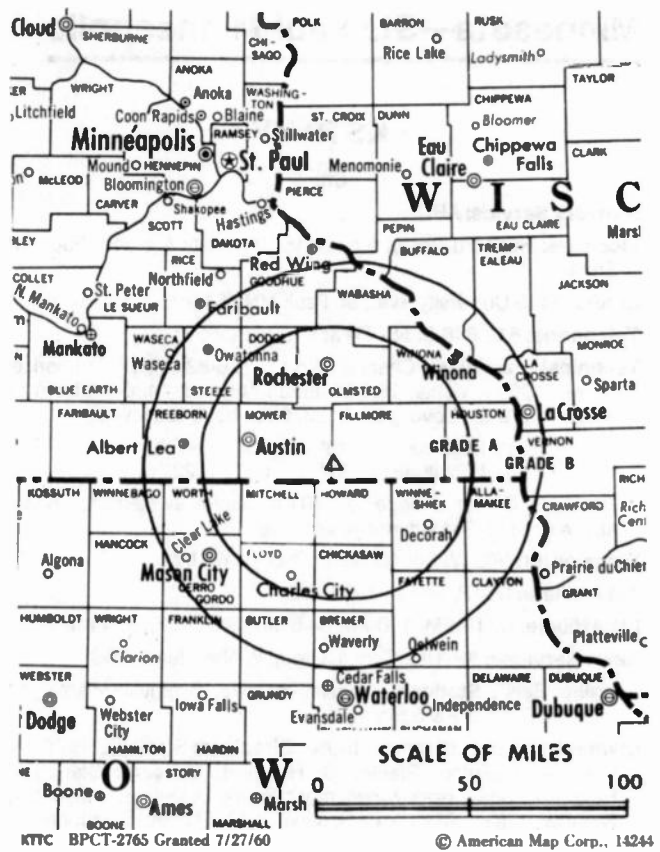 Cloud
SHERBURNE
POLK
BARRON
RUSK
CHI-
SAGO
Rice Lake
Ladysmith
ANOKA
TAYLOR
WRIGHT
WASHING-
TON
CHIPPEWA
Litchfield
Anoka
Coon Rapids
Blaine
ST. CROIX
DUNN
Bloomer
RAMSEY
Stillwater
Minneapolis
St. Paul
Eau
Claire
Chippewa
Falls
CLARK
Mound
HENNEPIN
Menomonie
McLEOD
Bloomington
PIERCE
W I S C
CARVER
Shakopee
Hastings
SCOTT
EAU CLAIRE
Marsl
DAKOTA
PEPIN
BLEY
RICE
Red Wing
BUFFALO
TREMP-
EALEAU
COLLET
Northfield
GOODHUE
JACKSON
St. Peter
WABASHA
N. Mankato
LE SUEUR
Faribault
Mankato
WASECA
DODGE
MONROE
Waseca
Owatonna
WINONA
Winona
LA
CROSSE
Rochester
Sparta
BLUE EARTH
STEELE
OLMSTED
FARIBAULT
FREEBORN
MOWER
FILLMORE
HOUSTON
La Crosse
Albert Lea
Austin
GRADE A
VERNON
GRADE B
RICH
KOSSUTH
WINNEBAGO
WORTH
MITCHELL
HOWARD
WINNE-
SHIEK
ALLA-
MAKEE
CRAWFORD
Rich
Cent
Clear Lake
Decorah
HANCOCK
FLOYD
CHICKASAW
Algona
Mason City
Prairie du Chier
CERRO
GORDO
Charles City
FAYETTE
CLAYTON
GRANT
HUMBOLDT
WRIGHT
FRANKLIN
BUTLER
BREMER
Waverly
Platteville
Clarion
Oelwein
WEBSTER
Cedar Falls
DELAWARE
DUBUQUE
GRUNDY
Dodge
Webster
City
Iowa Falls
Waterloo
Evansdale
Independence
Dubuque
HAMILTON
HARDIN
SCALE OF MILES
O W
STORY
0 50 100
Boone
Ames
Marsh
BOONE
MARSHALL
KTTC BPCT-2765 Granted 7/27/60
© American Map Corp., 14244